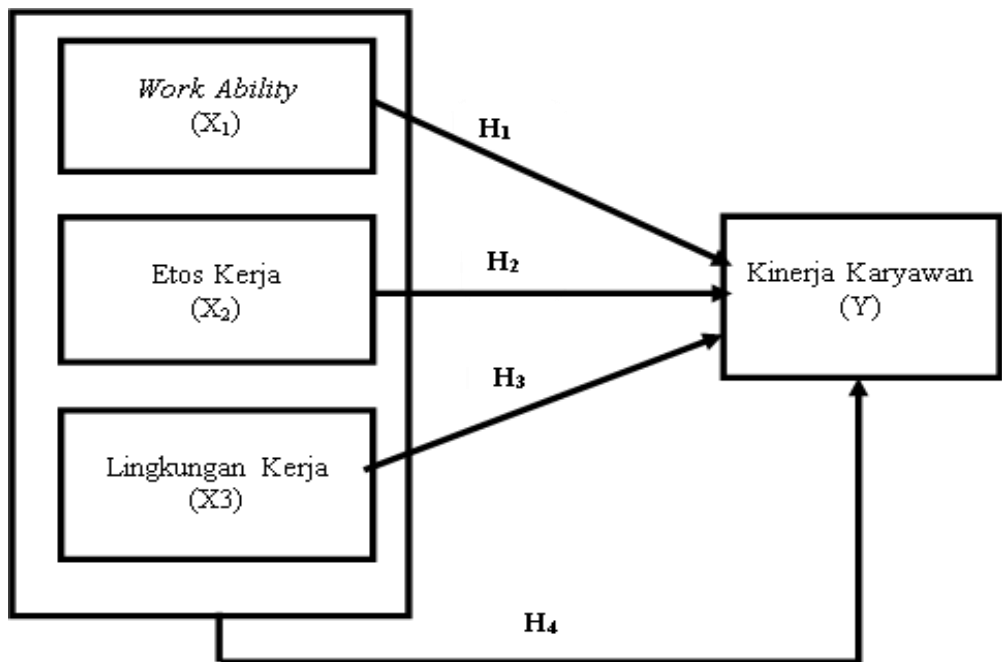 Work Ability
(X₁)
H₁
Etos Kerja
(X₂)
H₂
Kinerja Karyawan
(Y)
H₃
Lingkungan Kerja
(X3)
H₄